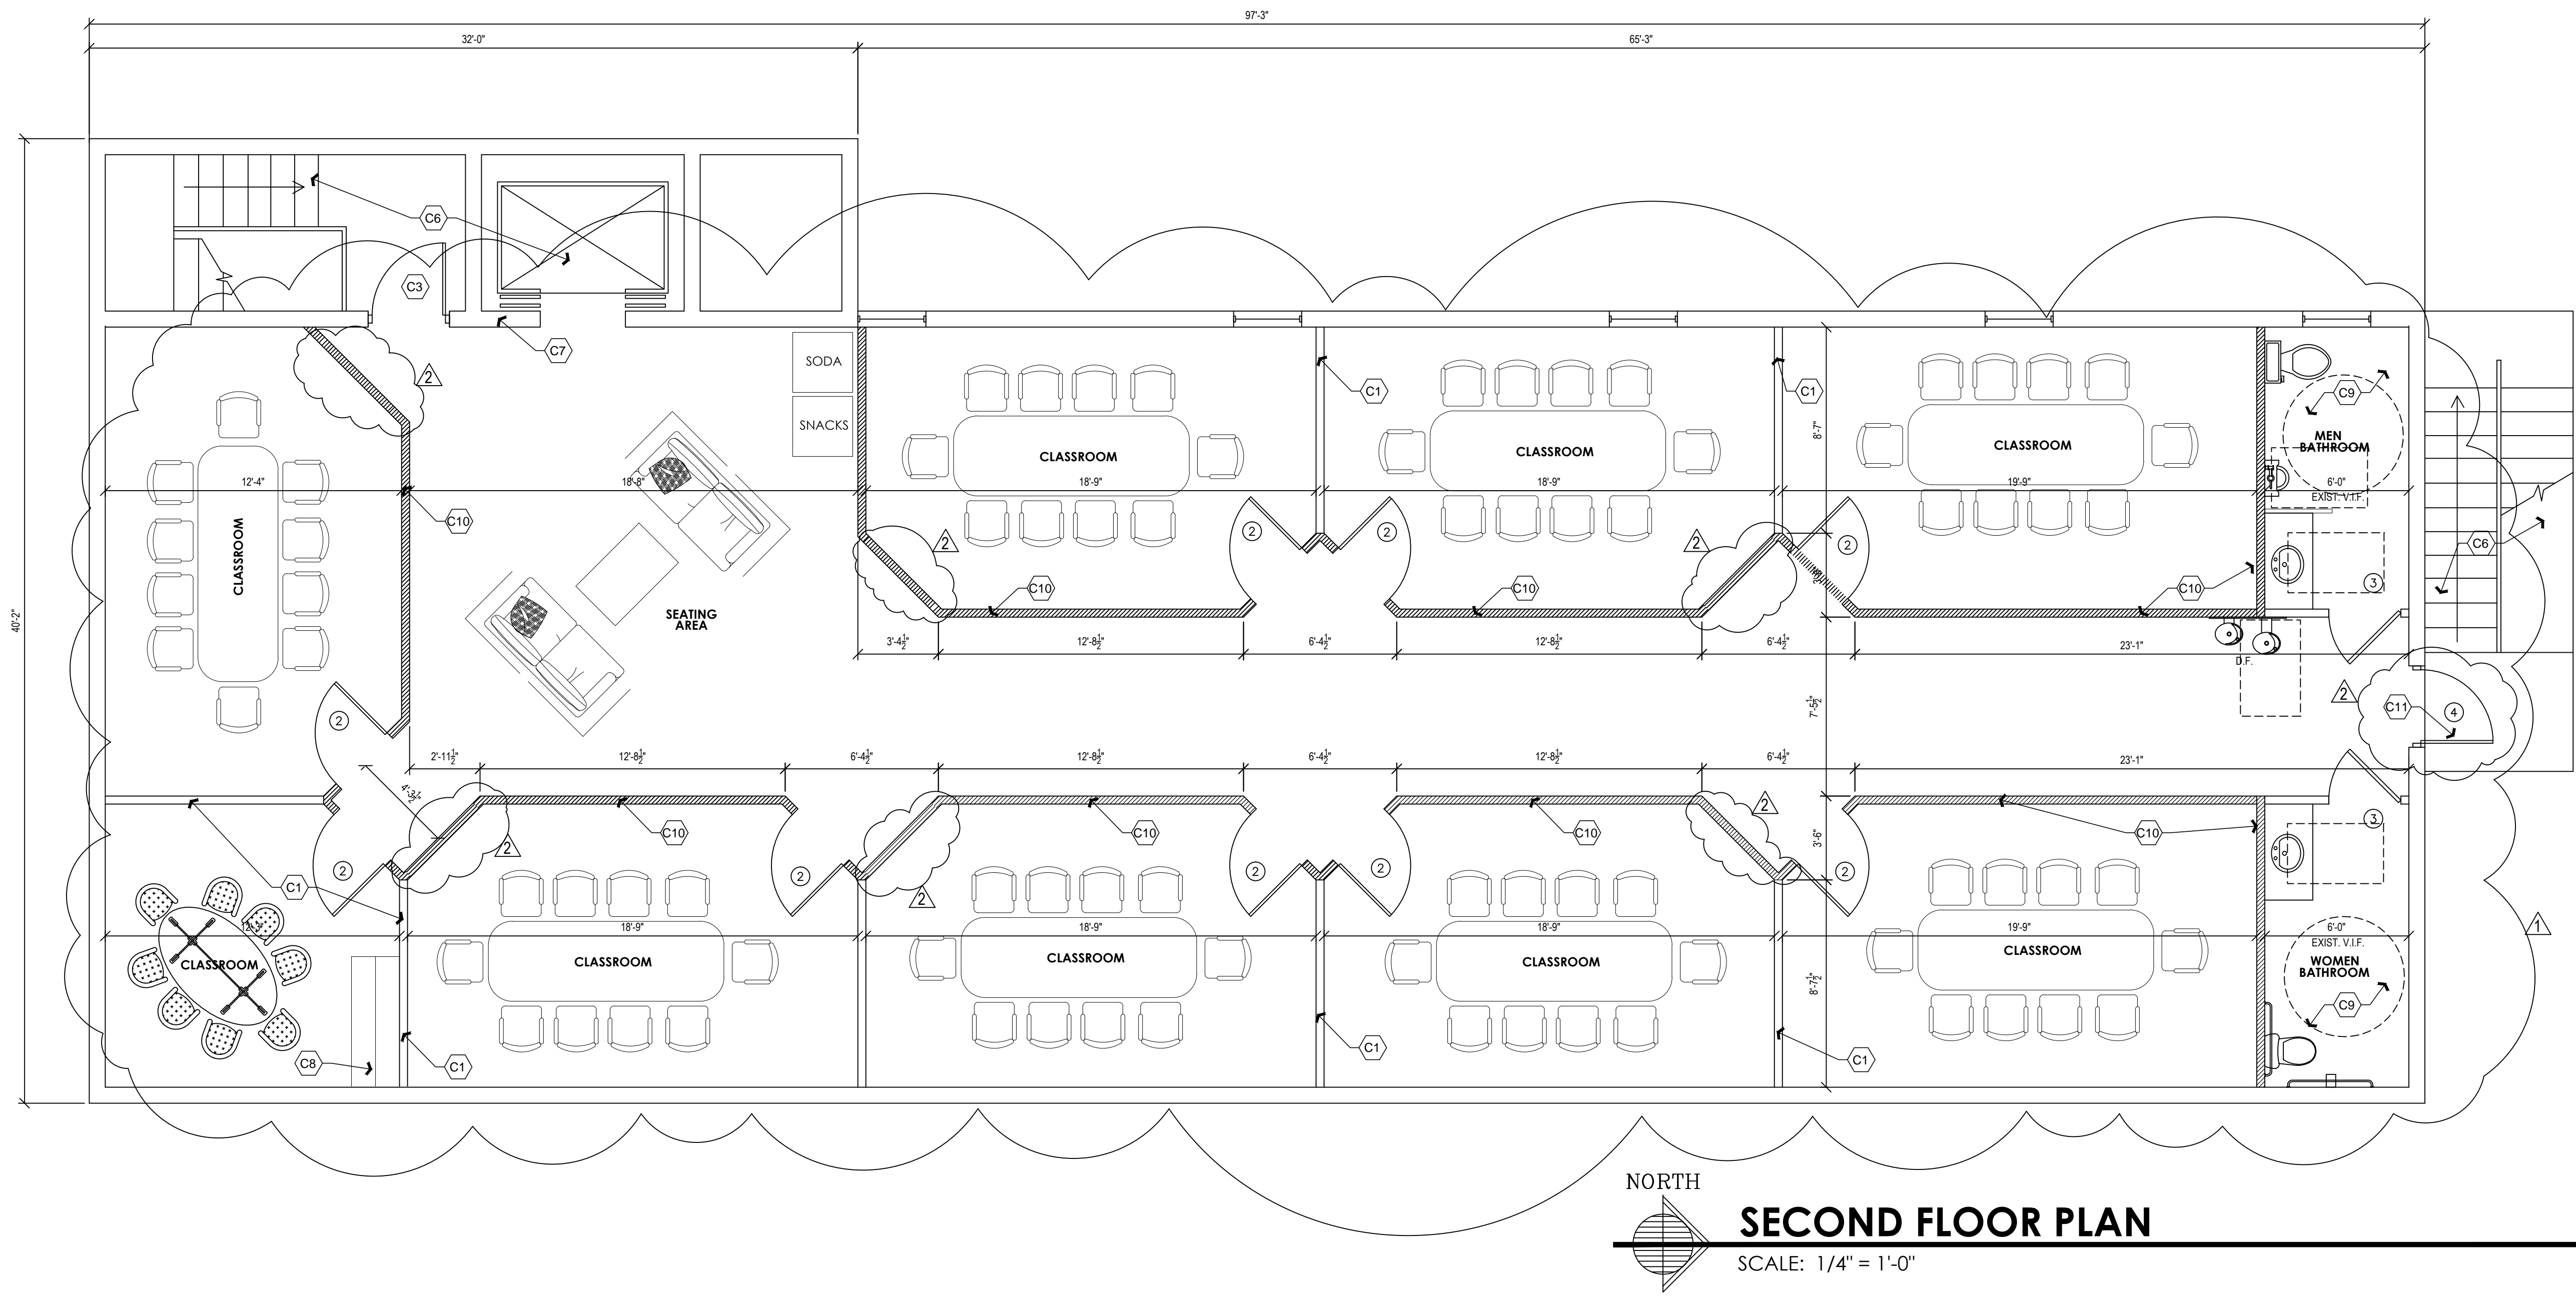 97'-3"
32'-0"
65'-3"
40'-2"
C6
C3
C7
SODA
SNACKS
2
C1
C1
C9
MEN
BATHROOM
CLASSROOM
CLASSROOM
CLASSROOM
8'-7"
12'-4"
18'-8"
18'-9"
18'-9"
19'-9"
6'-0"
EXIST. V.I.F.
C10
CLASSROOM
2
2
2
2
2
C6
C10
C10
C10
3
SEATING
AREA
3'-4½"
12'-8½"
6'-4½"
12'-8½"
6'-4½"
23'-1"
D.F.
2
7'-5½"
2
C11
4
2'-11½"
12'-8½"
6'-4½"
12'-8½"
6'-4½"
12'-8½"
6'-4½"
23'-1"
4'-3½"
2
2
C10
C10
C10
C10
3'-6"
3
2
C1
2
2
2
2
2
2
18'-9"
18'-9"
18'-9"
19'-9"
6'-0"
EXIST. V.I.F.
1
CLASSROOM
CLASSROOM
CLASSROOM
CLASSROOM
CLASSROOM
WOMEN
BATHROOM
8'-7½"
C9
C8
C1
C1
C1
NORTH
SECOND FLOOR PLAN
SCALE: 1/4" = 1'-0"